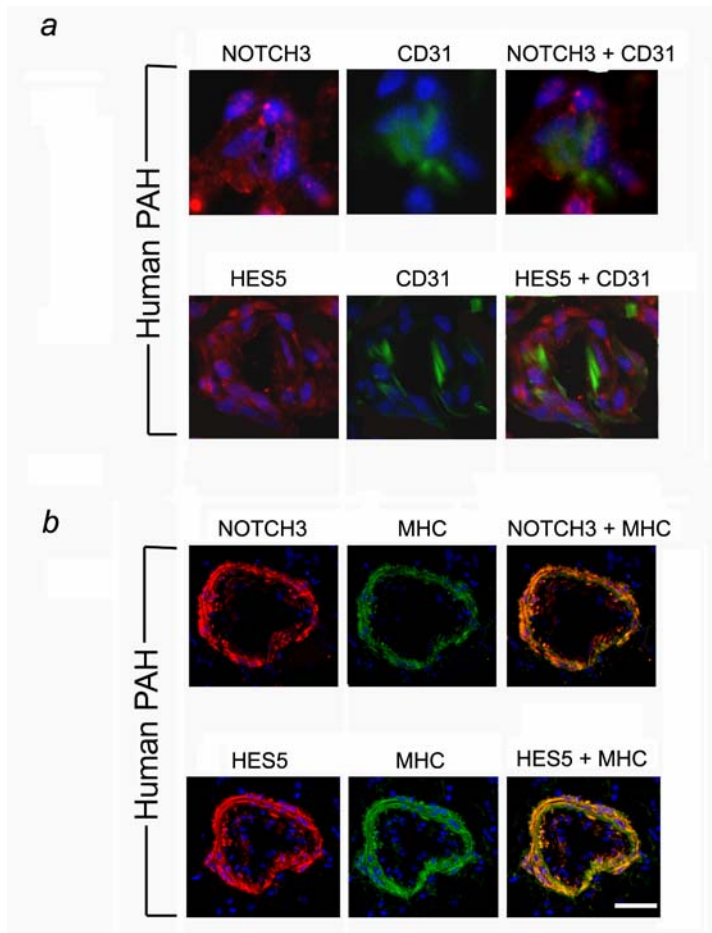 a
NOTCH3 CD31 NOTCH3 + CD31
Human PAH
HES5 CD31 HES5 + CD31
b
NOTCH3 MHC NOTCH3 + MHC
Human PAH
HES5 MHC HES5 + MHC